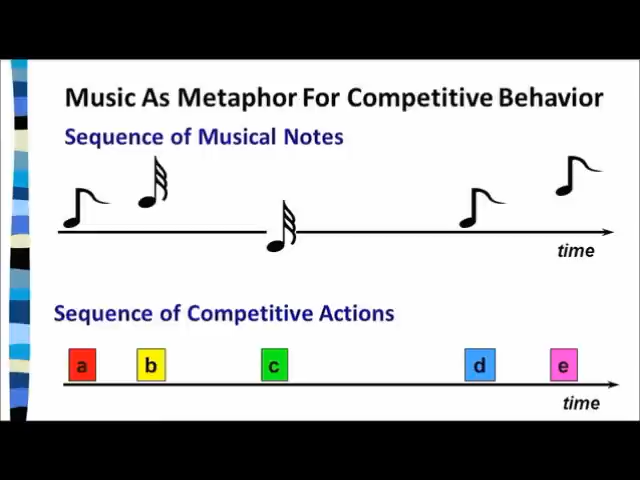 Music As Metaphor For Competitive Behavior
Sequence of Musical Notes
time
Sequence of Competitive Actions
a b c d e
time